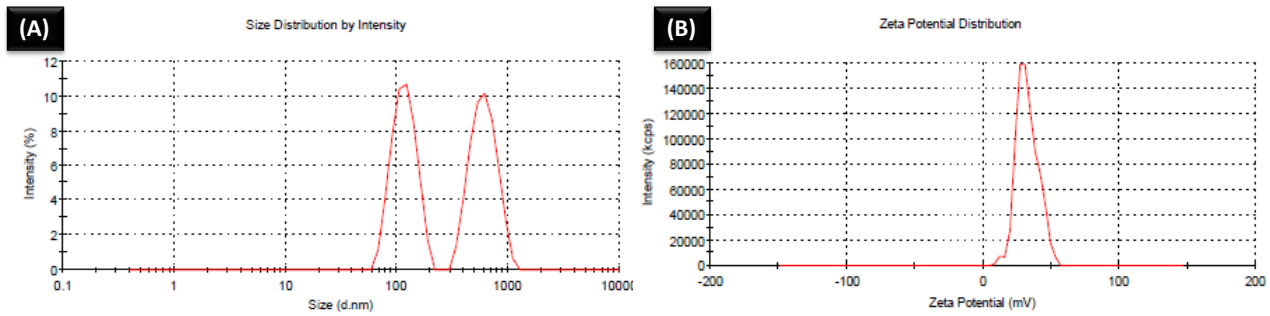 (A)
Size Distribution by Intensity
12
10
8
6
4
2
0
Intensity (%)
0.1 1 10 100 1000 10000
Size (d.nm)
(B)
Zeta Potential Distribution
160000
140000
120000
100000
80000
60000
40000
20000
0
Intensity (kcps)
-200 -100 0 100 200
Zeta Potential (mV)